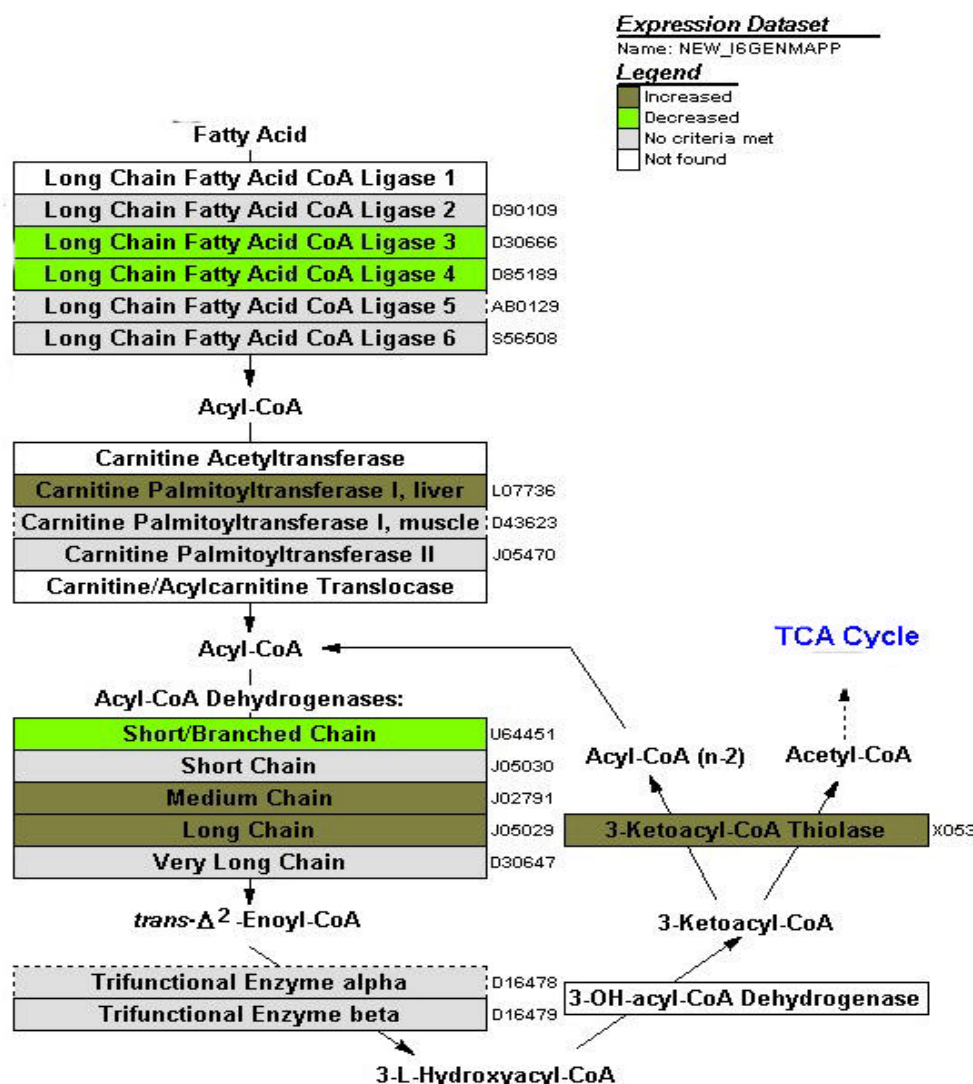 Expression Dataset
Name: NEW_I6GENMAPP
Legend
Increased
Decreased
No criteria met
Not found
Fatty Acid
Long Chain Fatty Acid CoA Ligase 1
Long Chain Fatty Acid CoA Ligase 2 D90109
Long Chain Fatty Acid CoA Ligase 3 D30666
Long Chain Fatty Acid CoA Ligase 4 D85189
Long Chain Fatty Acid CoA Ligase 5 AB0129
Long Chain Fatty Acid CoA Ligase 6 S56508
Acyl-CoA
Carnitine Acetyltransferase
Carnitine Palmitoyltransferase I, liver L07736
Carnitine Palmitoyltransferase I, muscle D43623
Carnitine Palmitoyltransferase II J05470
Carnitine/Acylcarnitine Translocase
Acyl-CoA
Acyl-CoA Dehydrogenases:
Short/Branched Chain U64451
Short Chain J05030
Medium Chain J02791
Long Chain J05029
Very Long Chain D30647
trans-Δ²-Enoyl-CoA
Trifunctional Enzyme alpha D16478
Trifunctional Enzyme beta D16479
3-L-Hydroxyacyl-CoA
3-OH-acyl-CoA Dehydrogenase
3-Ketoacyl-CoA
3-Ketoacyl-CoA Thiolase X053
Acyl-CoA (n-2)
Acetyl-CoA
TCA Cycle